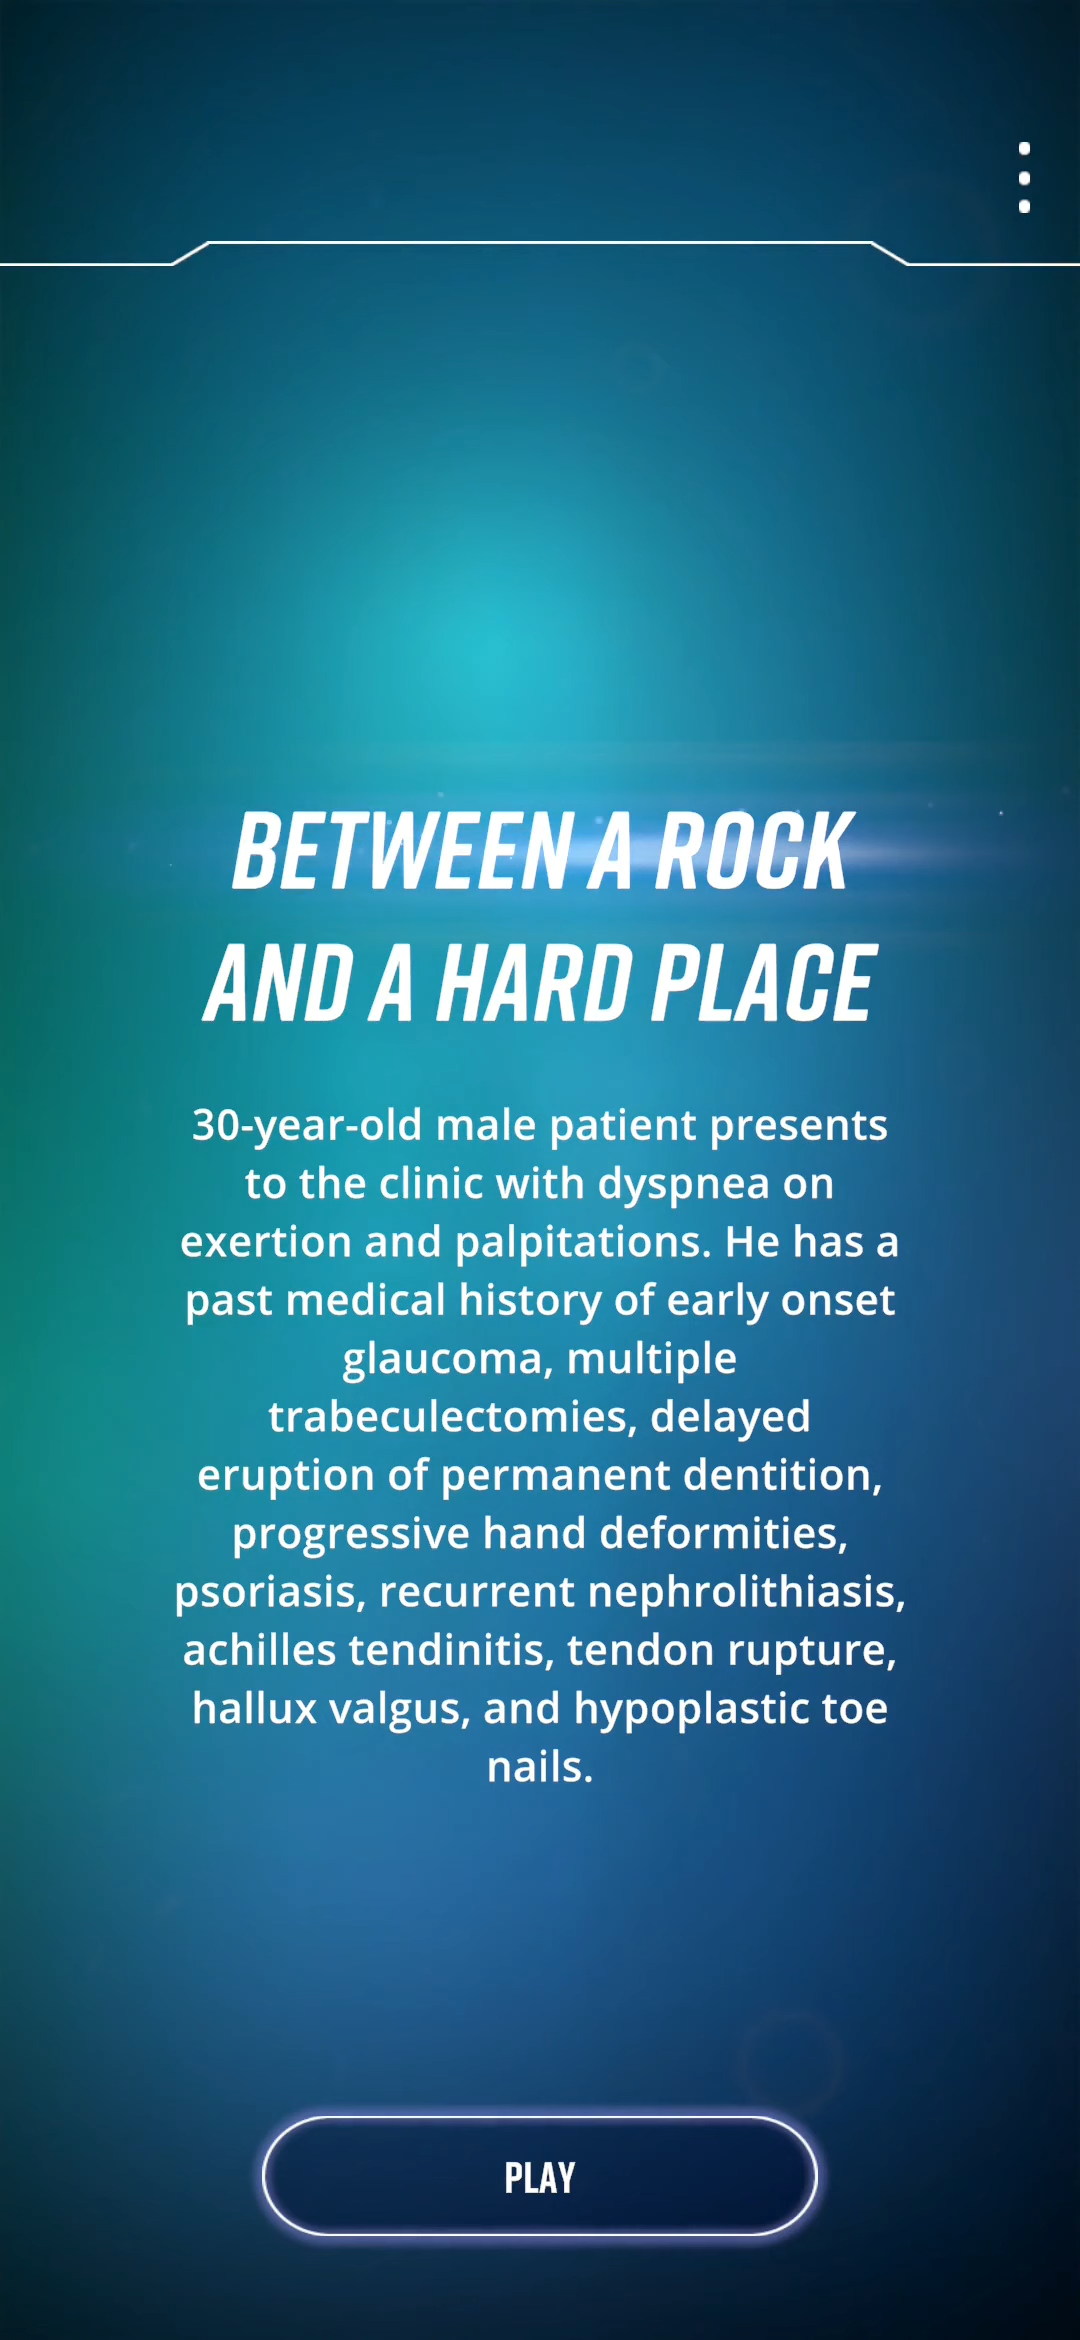 BETWEEN A ROCK
AND A HARD PLACE
30-year-old male patient presents
to the clinic with dyspnea on
exertion and palpitations. He has a
past medical history of early onset
glaucoma, multiple
trabeculectomies, delayed
eruption of permanent dentition,
progressive hand deformities,
psoriasis, recurrent nephrolithiasis,
achilles tendinitis, tendon rupture,
hallux valgus, and hypoplastic toe
nails.
PLAY